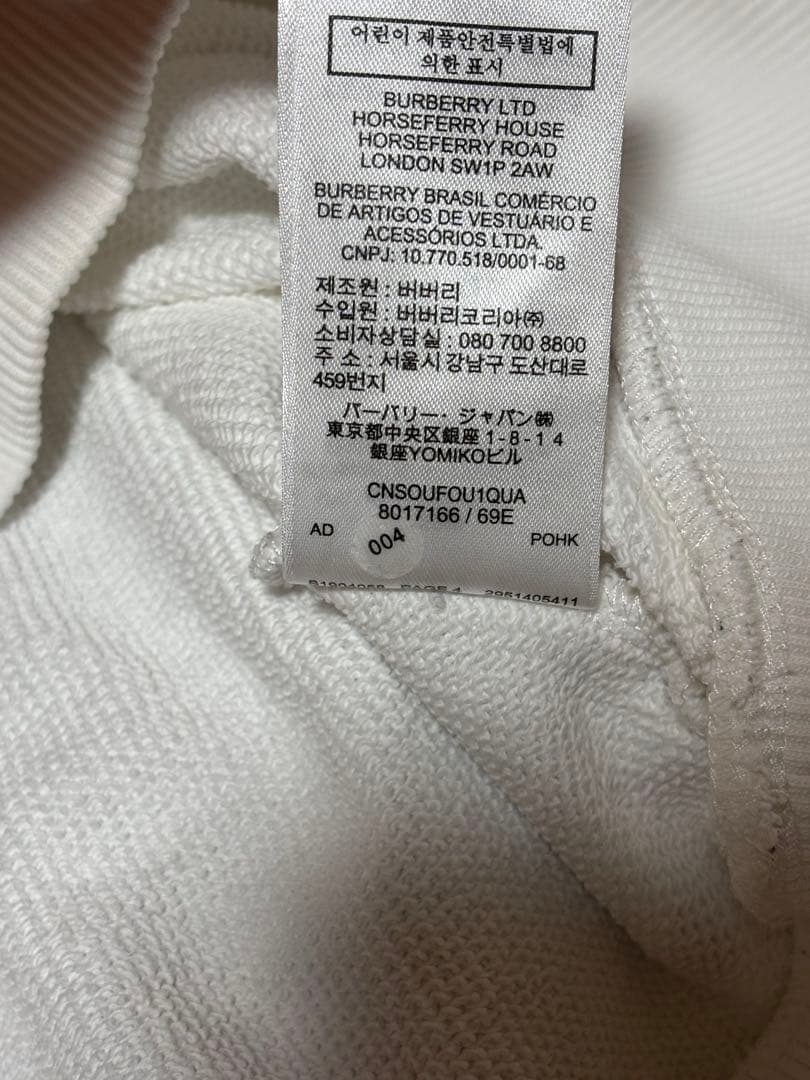 어린이 제품안전특별법에
의한 표시
BURBERRY LTD
HORSEFERRY HOUSE
HORSEFERRY ROAD
LONDON SW1P 2AW
BURBERRY BRASIL COMÉRCIO
DE ARTIGOS DE VESTUÁRIO E
ACESSÓRIOS LTDA.
CNPJ: 10.770.518/0001-68
제조원 : 버버리
수입원 : 버버리코리아㈜
소비자상담실 : 080 700 8800
주 소 : 서울시 강남구 도산대로
459번지
バーバリー・ジャパン㈱
東京都中央区銀座 1-8-14
銀座YOMIKOビル
CNSOUFOU1QUA
8017166 / 69E
AD 004 POHK
PAGE 4 2951405411